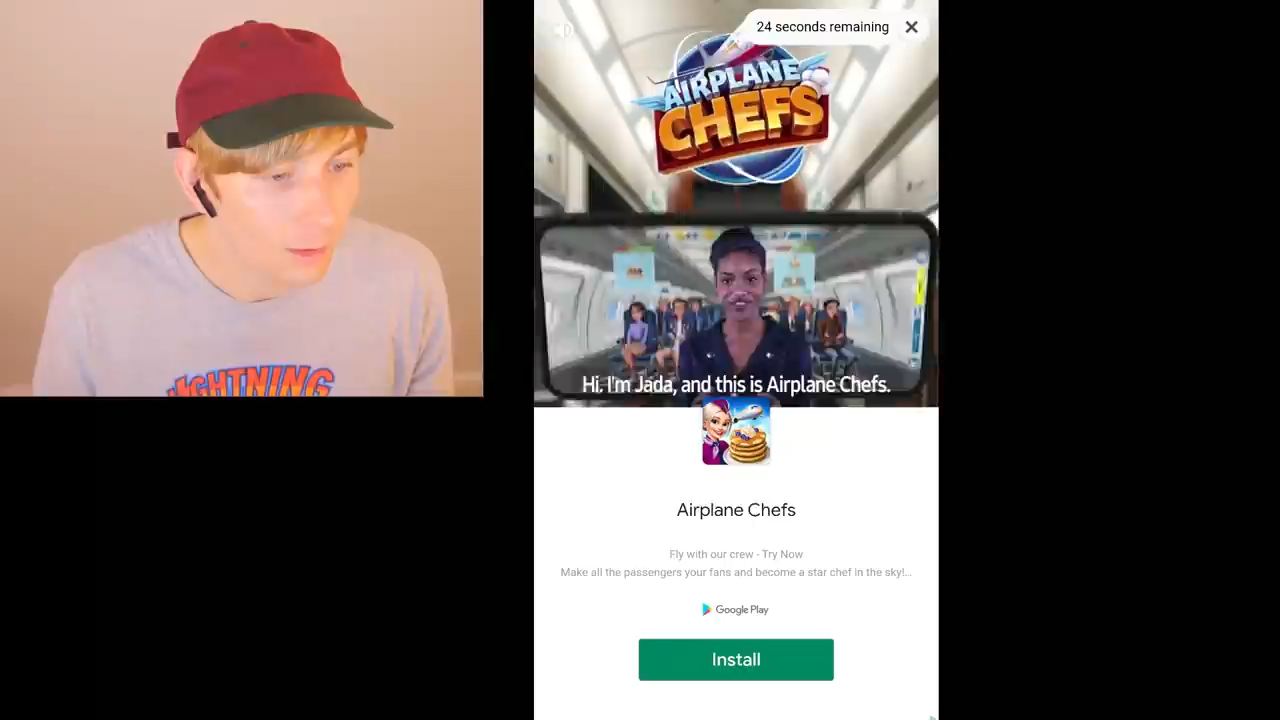 24 seconds remaining
AIRPLANE
CHEFS
Hi, I'm Jada, and this is Airplane Chefs.
LIGHTNING
Airplane Chefs
Fly with our crew - Try Now
Make all the passengers your fans and become a star chef in the sky!...
Google Play
Install